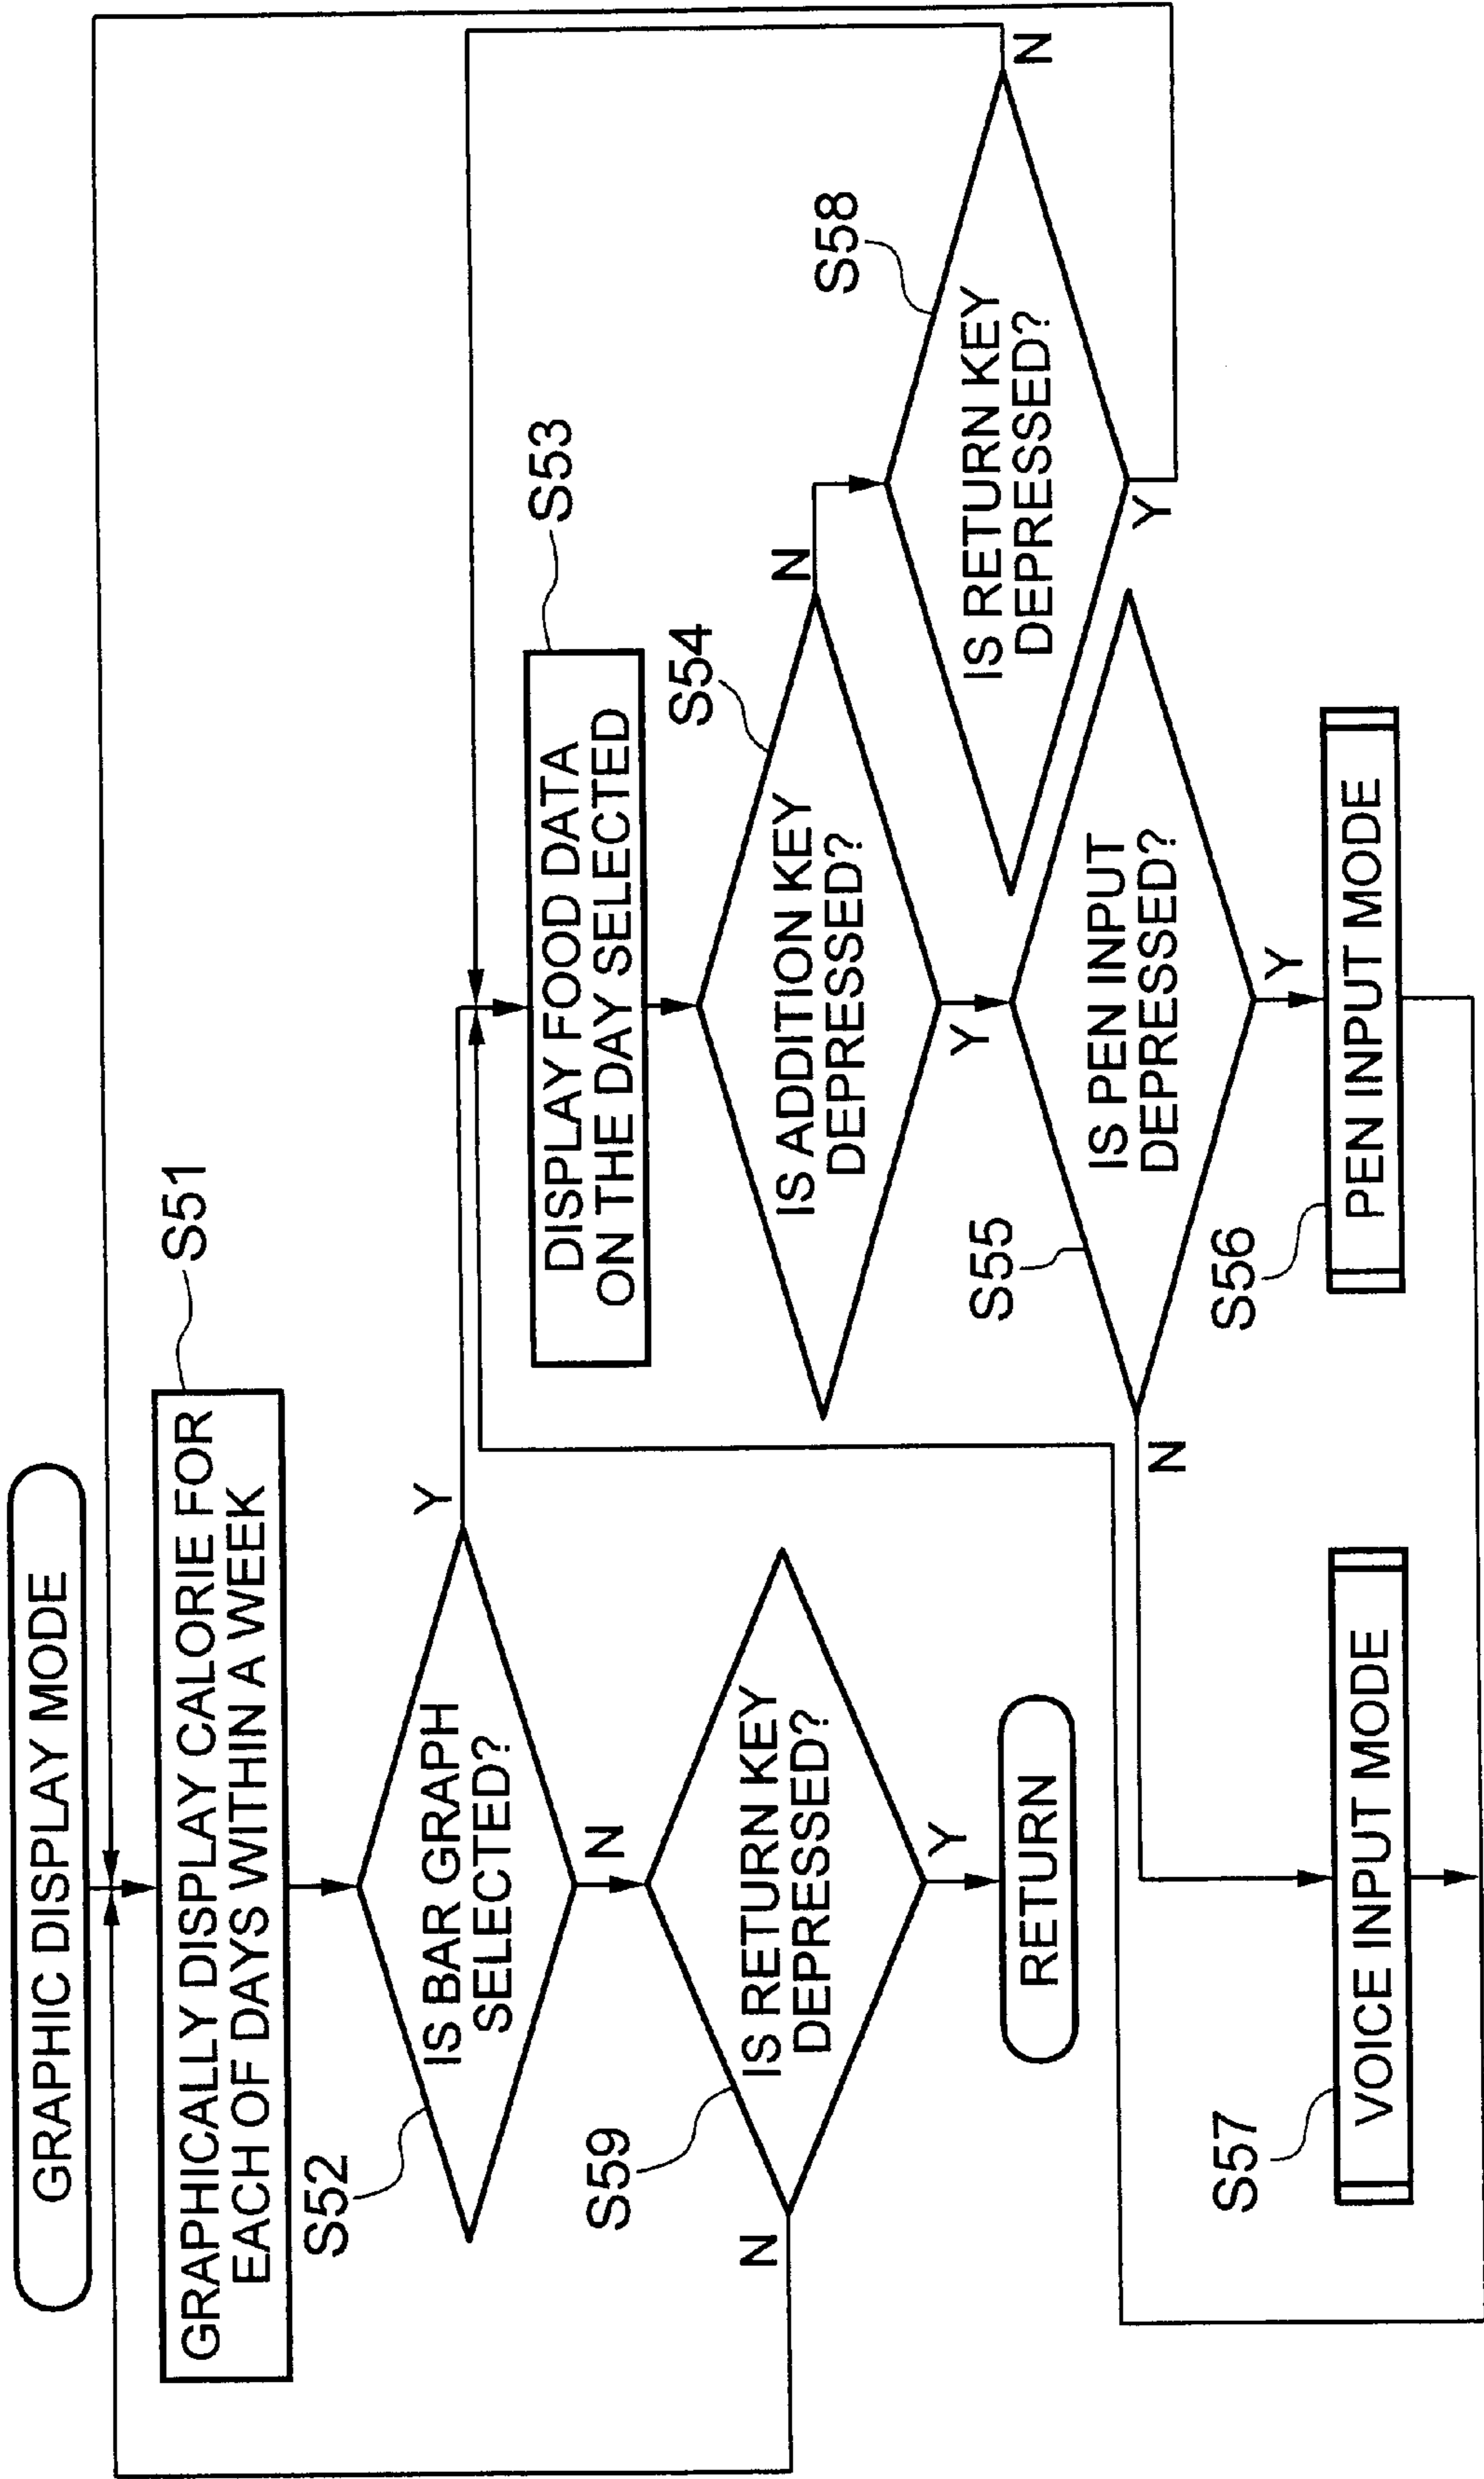 GRAPHIC DISPLAY MODE
S51
GRAPHICALLY DISPLAY CALORIE FOR
EACH OF DAYS WITHIN A WEEK
S52
IS BAR GRAPH
SELECTED?
Y
N
S59
IS RETURN KEY
DEPRESSED?
N
Y
RETURN
S53
DISPLAY FOOD DATA
ON THE DAY SELECTED
S54
IS ADDITION KEY
DEPRESSED?
N
Y
S58
IS RETURN KEY
DEPRESSED?
N
Y
S55
IS PEN INPUT
DEPRESSED?
N
Y
S56
PEN INPUT MODE
S57
VOICE INPUT MODE